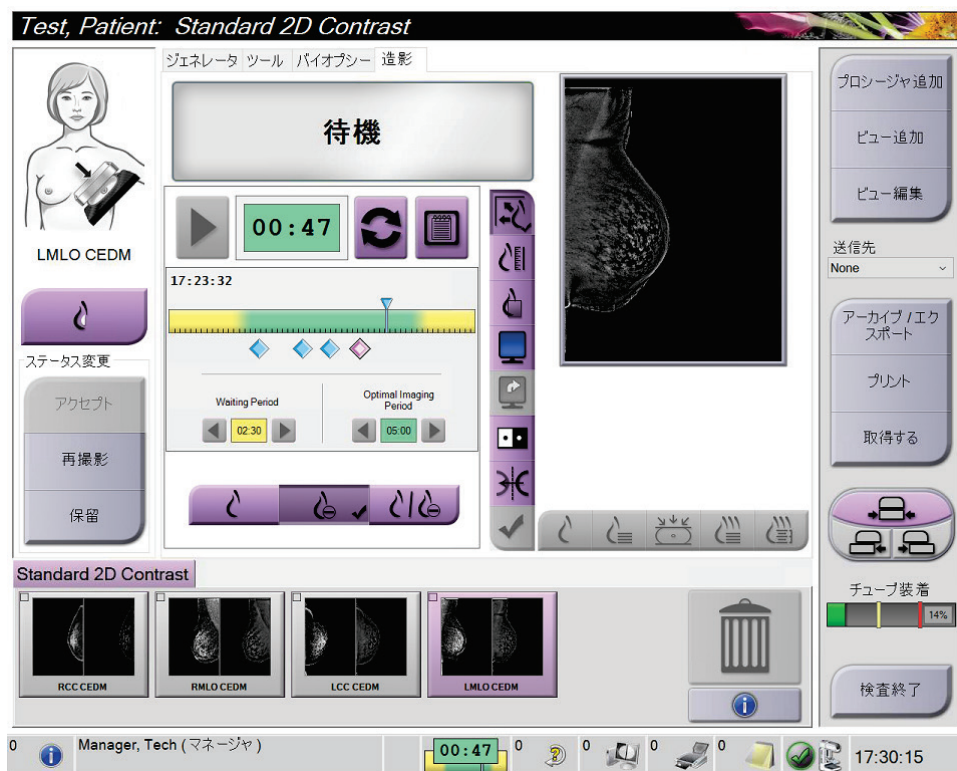 Test, Patient: Standard 2D Contrast
ジェネレータ ツール バイオプシー 造影
LMLO CEDM
ステータス変更
アクセプト
再撮影
保留
待機
00:47
17:23:32
Waiting Period
02:30
Optimal Imaging
Period
05:00
プロシージャ追加
ビュー追加
ビュー編集
送信先
None
アーカイブ / エク
スポート
プリント
取得する
チューブ装着
14%
検査終了
Standard 2D Contrast
RCC CEDM
RMLO CEDM
LCC CEDM
LMLO CEDM
0 Manager, Tech ( マネージャ ) 00:47 0 0 0 0 17:30:15